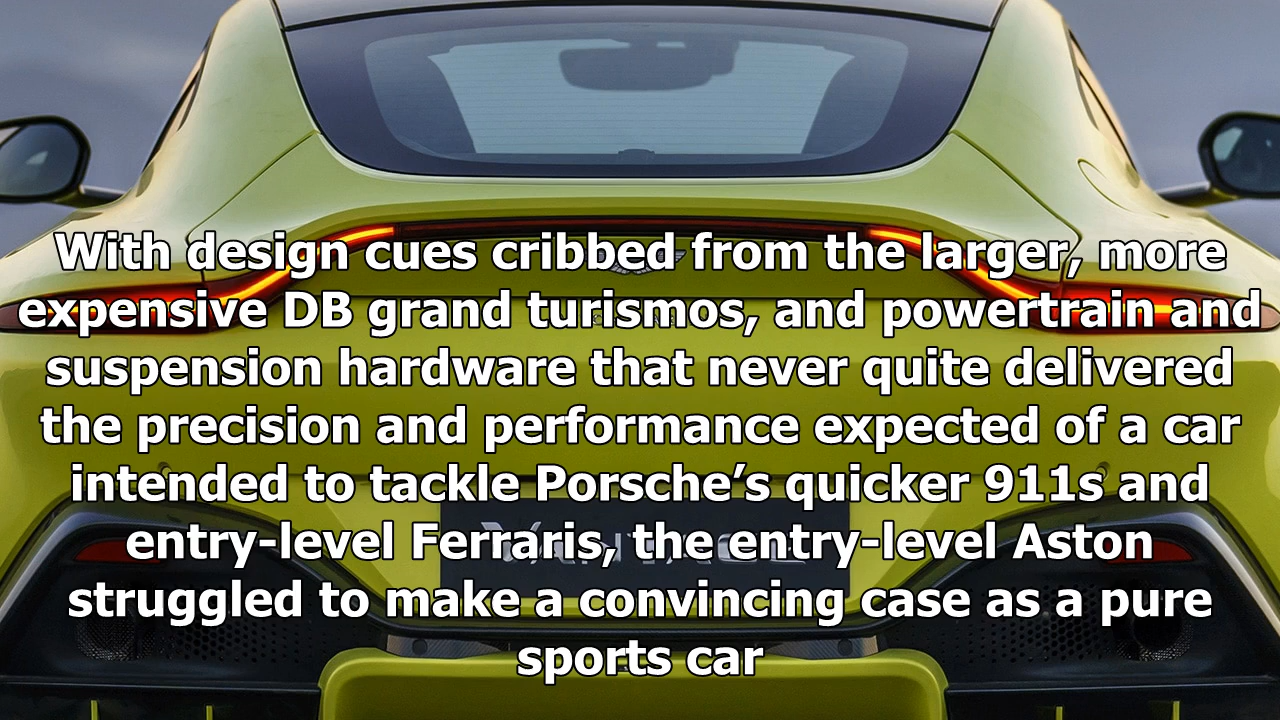 With design cues cribbed from the larger, more
expensive DB grand turismos, and powertrain and
suspension hardware that never quite delivered
the precision and performance expected of a car
intended to tackle Porsche’s quicker 911s and
entry-level Ferraris, the entry-level Aston
struggled to make a convincing case as a pure
sports car